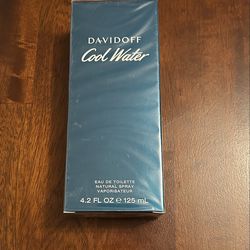 DAVIDOFF
Cool Water
EAU DE TOILETTE
NATURAL SPRAY
VAPORISATEUR
4.2 FL OZ ℮ 125 mL